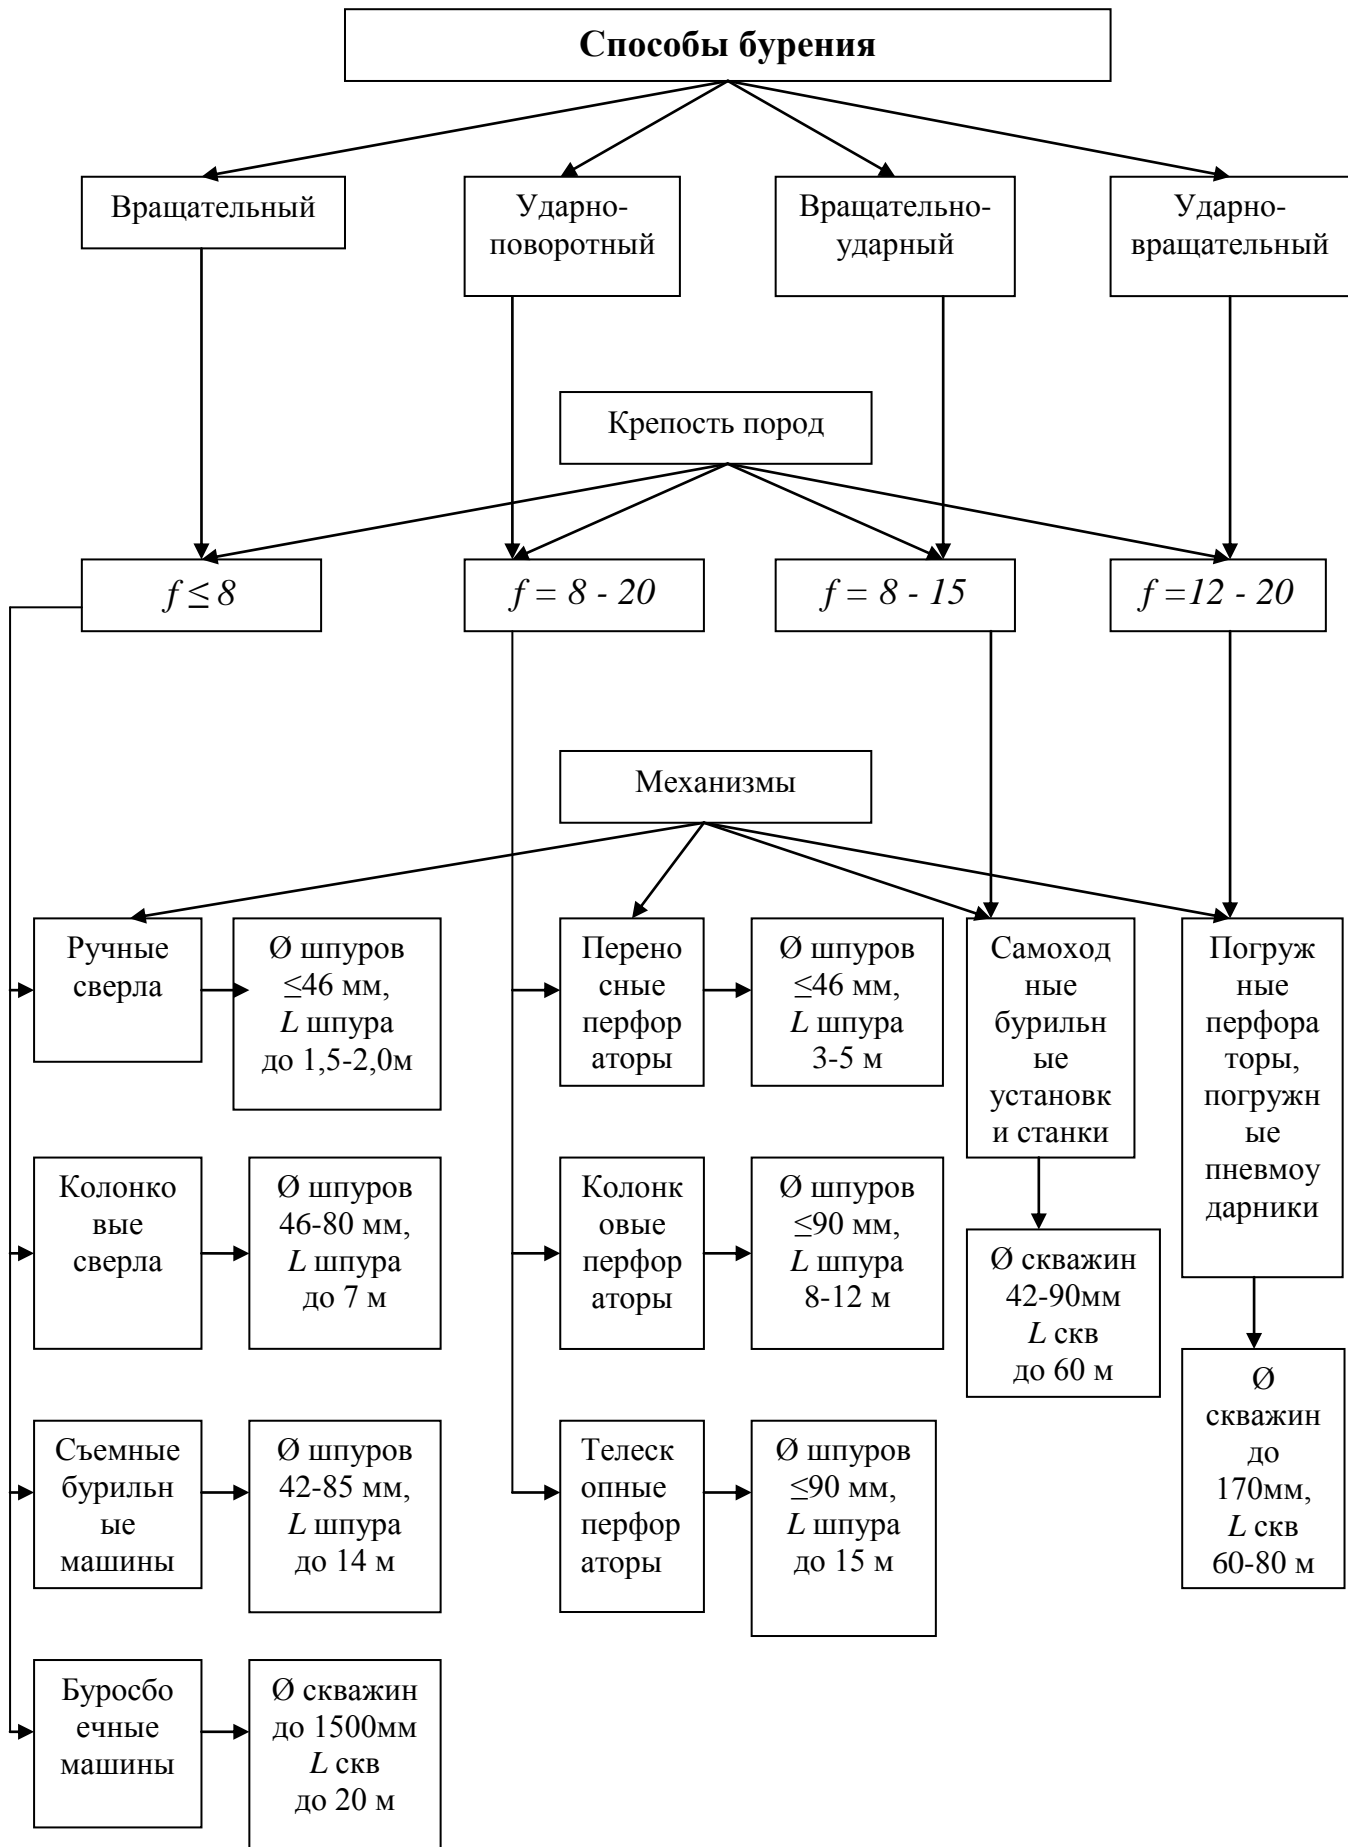 Способы бурения
Вращательный
Ударно-
поворотный
Вращательно-
ударный
Ударно-
вращательный
Крепость пород
f ≤ 8
f = 8 - 20
f = 8 - 15
f =12 - 20
Механизмы
Ручные
сверла
Ø шпуров
≤46 мм,
L шпура
до 1,5-2,0м
Перено
сные
перфор
аторы
Ø шпуров
≤46 мм,
L шпура
3-5 м
Самоход
ные
бурильн
ые
установк
и станки
Погруж
ные
перфора
торы,
погружн
ые
пневмоу
дарники
Колонко
вые
сверла
Ø шпуров
46-80 мм,
L шпура
до 7 м
Колонк
овые
перфор
аторы
Ø шпуров
≤90 мм,
L шпура
8-12 м
Ø скважин
42-90мм
L скв
до 60 м
Ø
скважин
до
170мм,
L скв
60-80 м
Съемные
бурильн
ые
машины
Ø шпуров
42-85 мм,
L шпура
до 14 м
Телеск
опные
перфор
аторы
Ø шпуров
≤90 мм,
L шпура
до 15 м
Буросбо
ечные
машины
Ø скважин
до 1500мм
L скв
до 20 м